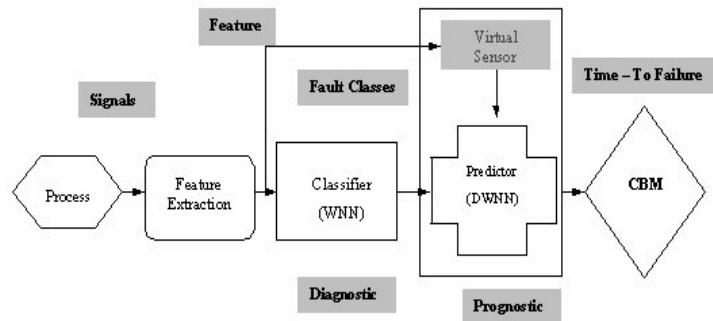 Feature
Virtual
Sensor
Time – To Failure
Signals
Fault Classes
Process
Feature
Extraction
Classifier
(WNN)
Predictor
(DWNN)
CBM
Diagnostic
Prognostic